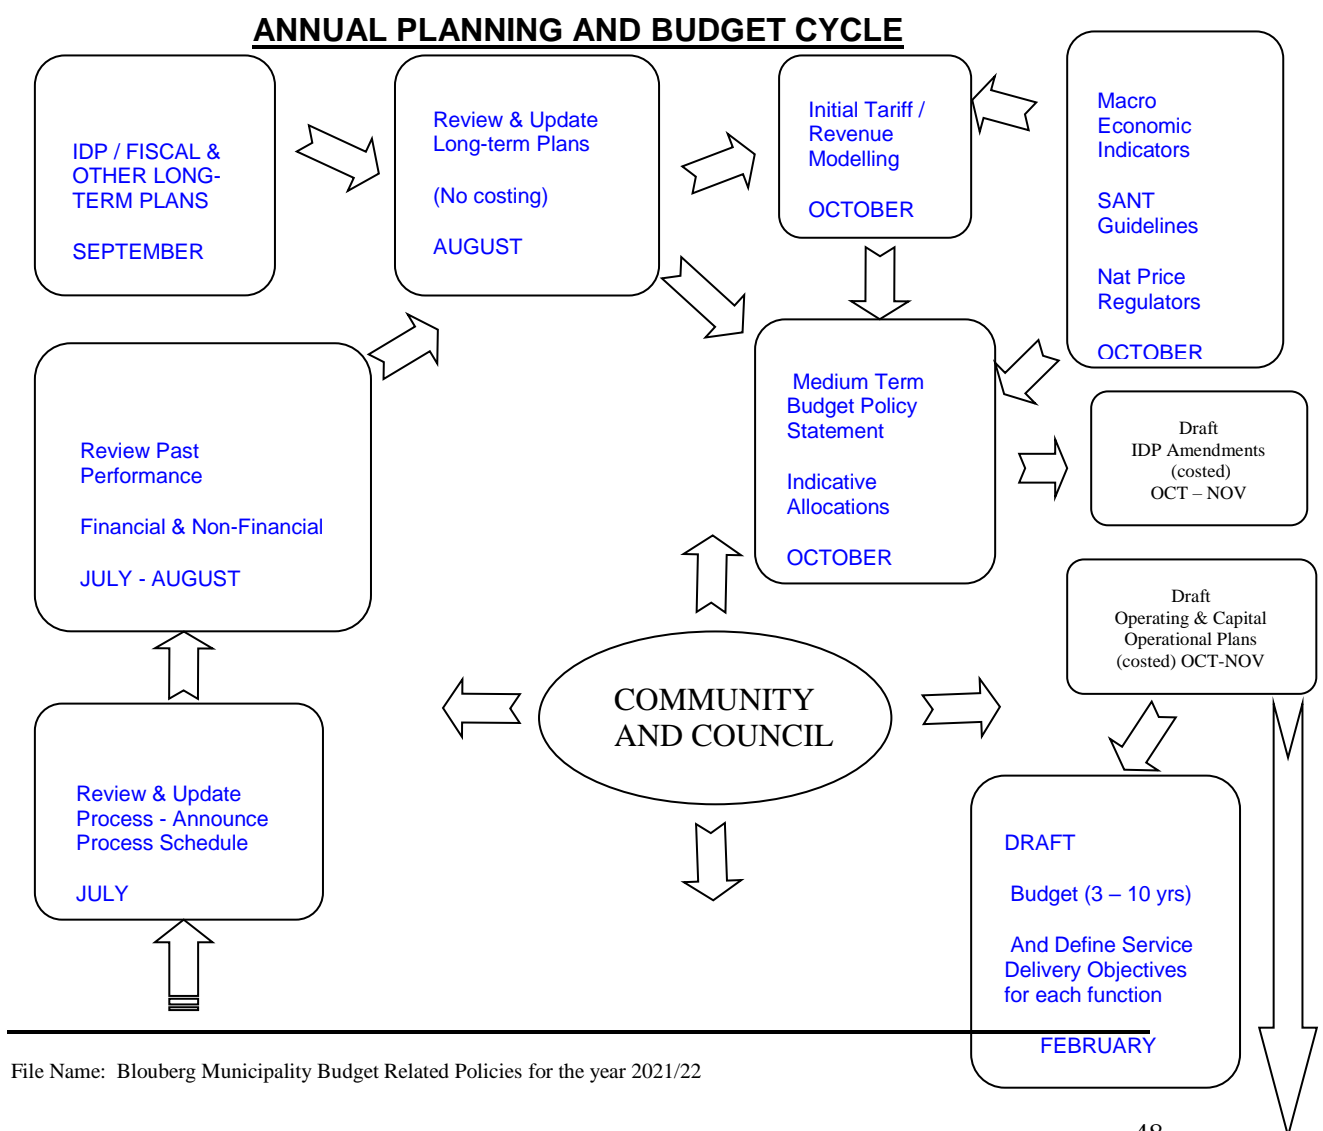 ANNUAL PLANNING AND BUDGET CYCLE
IDP / FISCAL &
OTHER LONG-
TERM PLANS
SEPTEMBER
Review & Update
Long-term Plans
(No costing)
AUGUST
Initial Tariff /
Revenue
Modelling
OCTOBER
Macro
Economic
Indicators
SANT
Guidelines
Nat Price
Regulators
OCTOBER
Review Past
Performance
Financial & Non-Financial
JULY - AUGUST
Medium Term
Budget Policy
Statement
Indicative
Allocations
OCTOBER
Draft
IDP Amendments
(costed)
OCT – NOV
Draft
Operating & Capital
Operational Plans
(costed) OCT-NOV
COMMUNITY
AND COUNCIL
Review & Update
Process - Announce
Process Schedule
JULY
DRAFT
Budget (3 – 10 yrs)
And Define Service
Delivery Objectives
for each function
FEBRUARY
File Name: Blouberg Municipality Budget Related Policies for the year 2021/22
48